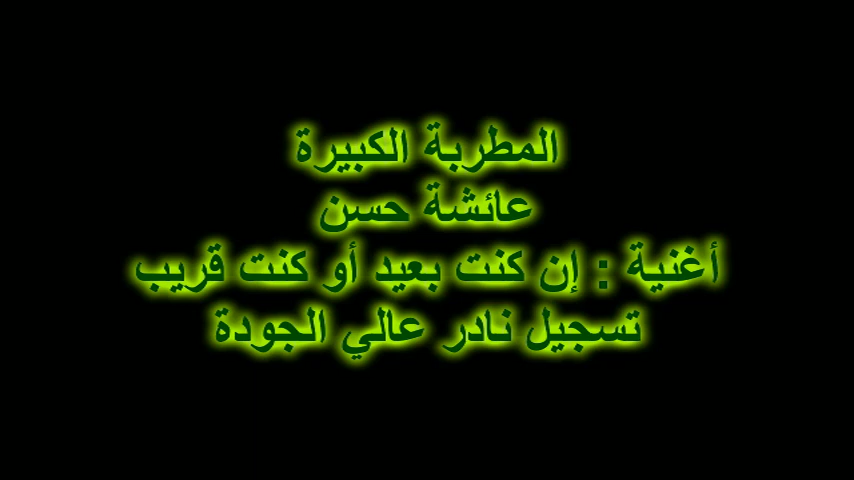 المطربة الكبيرة
عائشة حسن
أغنية : إن كنت بعيد أو كنت قريب
تسجيل نادر عالي الجودة